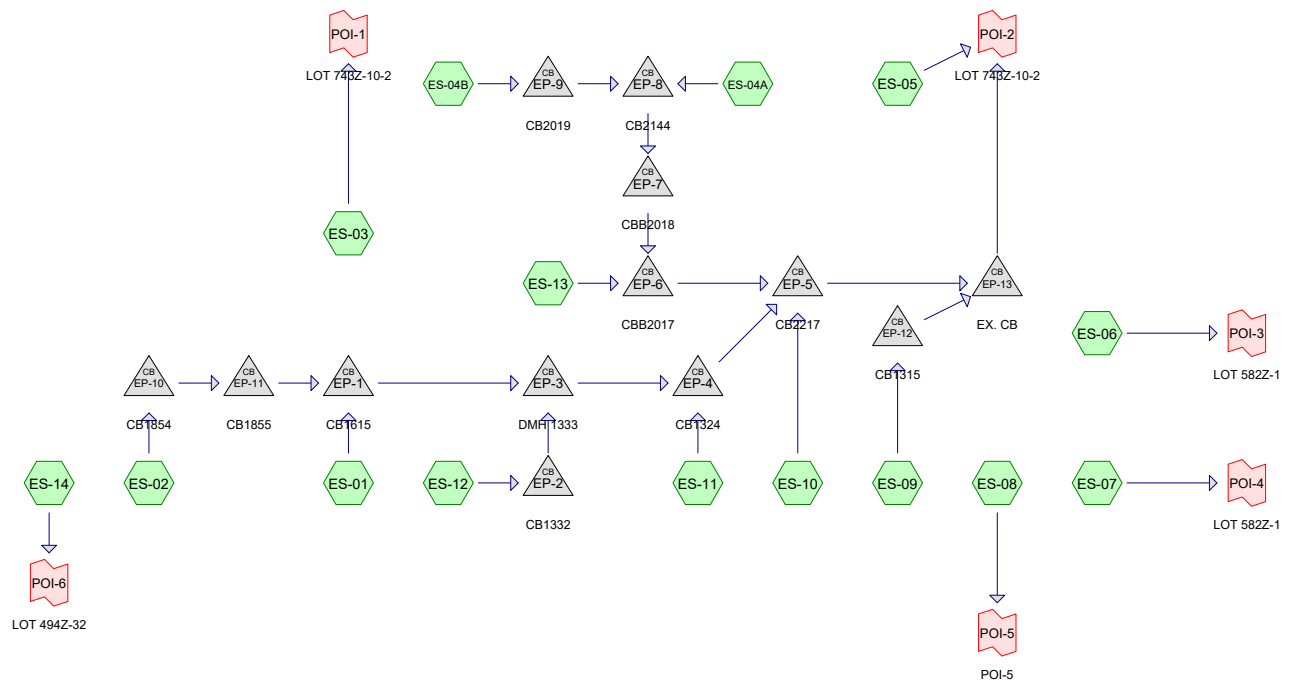 POI-1
LOT 743Z-10-2
ES-04B
CB
EP-9
CB2019
CB
EP-8
CB2144
ES-04A
ES-05
POI-2
LOT 743Z-10-2
CB
EP-7
CBB2018
ES-03
ES-13
CB
EP-6
CBB2017
CB
EP-5
CB2217
CB
EP-13
EX. CB
CB
EP-12
CB1315
ES-06
POI-3
LOT 582Z-1
CB
EP-10
CB1854
CB
EP-11
CB1855
CB
EP-1
CB1615
CB
EP-3
DMH 1333
CB
EP-4
CB1324
ES-14
ES-02
ES-01
ES-12
CB
EP-2
CB1332
ES-11
ES-10
ES-09
ES-08
ES-07
POI-4
LOT 582Z-1
POI-6
LOT 494Z-32
POI-5
POI-5